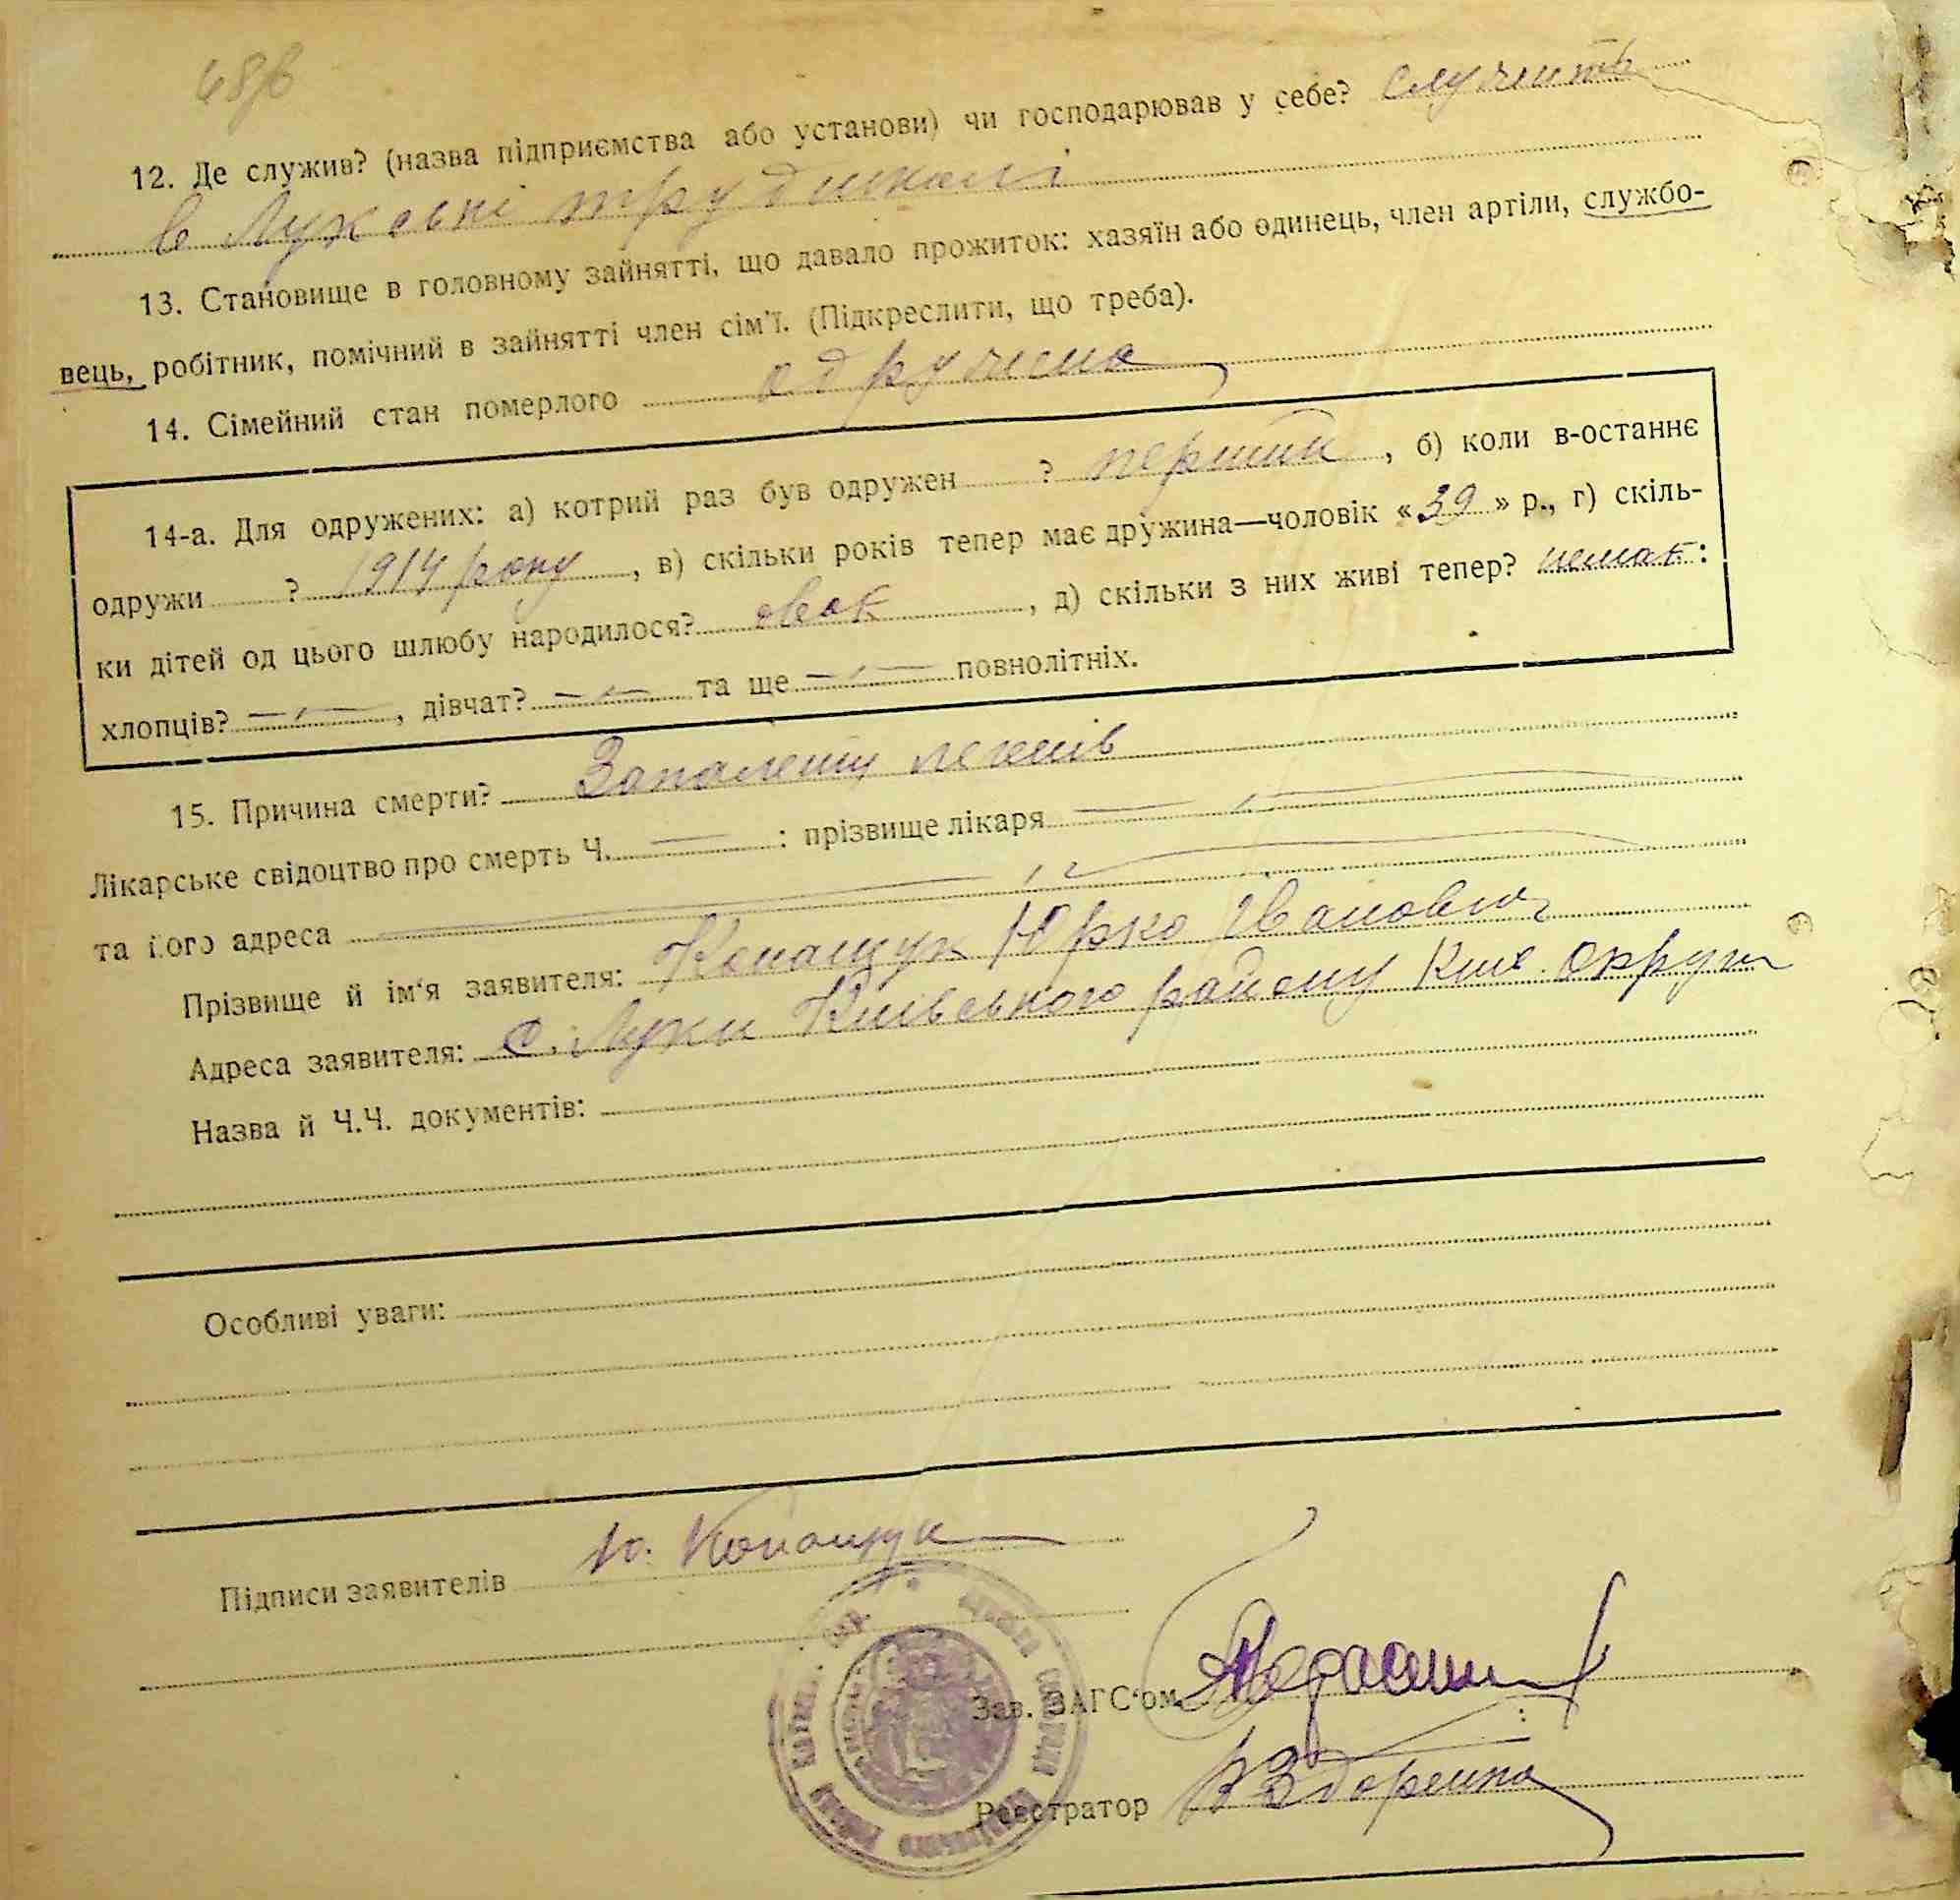 12. Де служив? (назва підприємства або установи) чи господарював у себе? служить
в Лукські трудшколі
13. Становище в головному зайнятті, що давало прожиток: хазяїн або одинець, член артіли, службо-
вець, робітник, помічний в зайнятті член сім'ї. (Підкреслити, що треба).
14. Сімейний стан померлого одружена
14-а. Для одружених: а) котрий раз був одружен ? перший, б) коли в-останнє
одружи ? 1914 року, в) скільки років тепер має дружина—чоловік «39» р., г) скіль-
ки дітей од цього шлюбу народилося? , д) скільки з них живі тепер? немає:
хлопців? — , дівчат? — та ще — повнолітніх.
15. Причина смерти? Запалення легенів
Лікарське свідоцтво про смерть Ч. — : прізвище лікаря —
та його адреса —
Прізвище й ім'я заявителя: Конащук Юрко Іванович
Адреса заявителя: с. Луки Київського району Київ. округи
Назва й Ч.Ч. документів:
Особливі уваги:
Підписи заявителів Ю. Конащук
Зав. ЗАГС'ом
Реєстратор